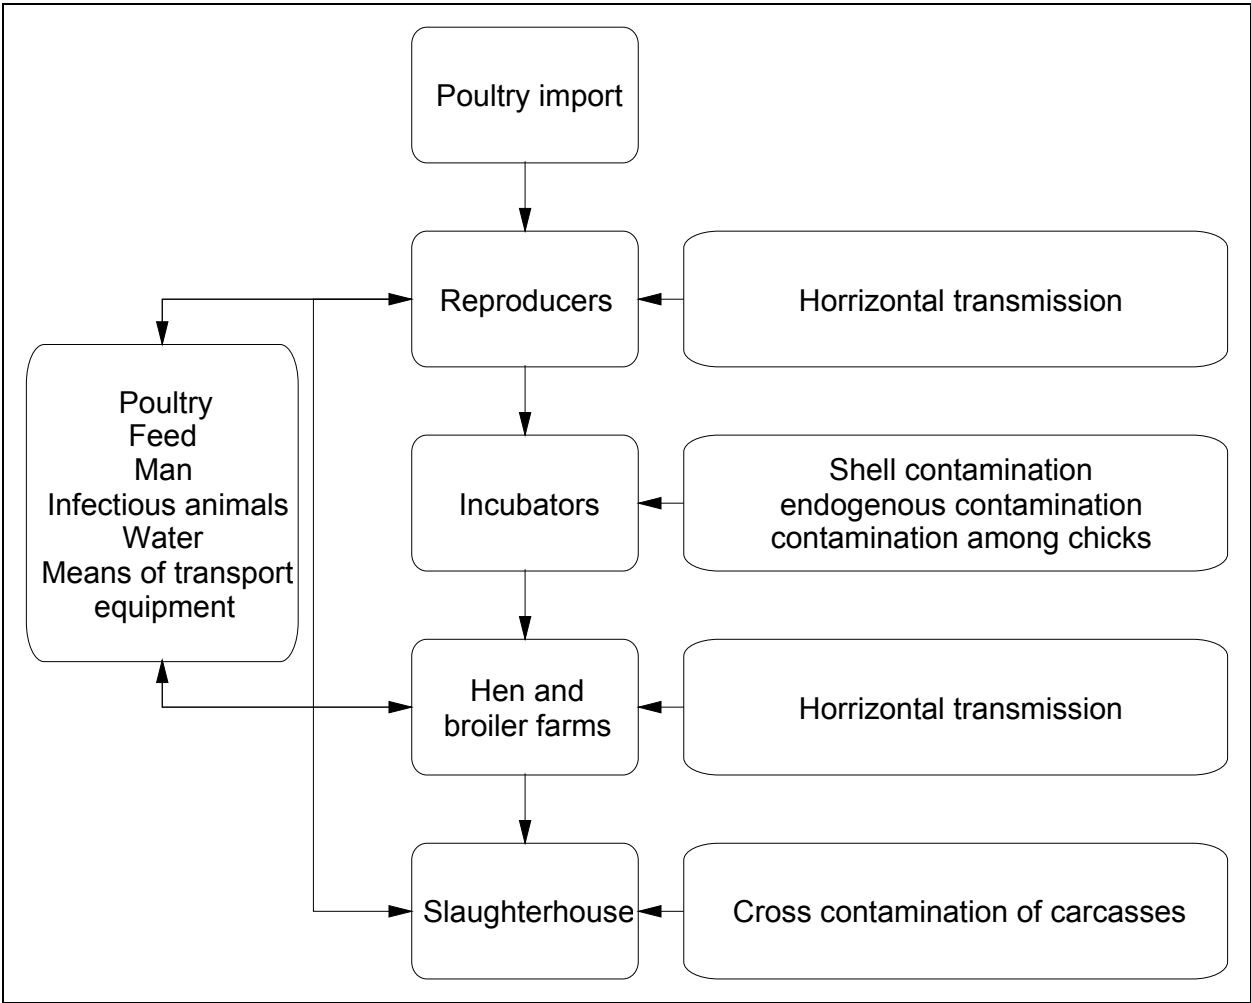 Poultry import
Reproducers
Horrizontal transmission
Poultry
Feed
Man
Infectious animals
Water
Means of transport
equipment
Incubators
Shell contamination
endogenous contamination
contamination among chicks
Hen and
broiler farms
Horrizontal transmission
Slaughterhouse
Cross contamination of carcasses